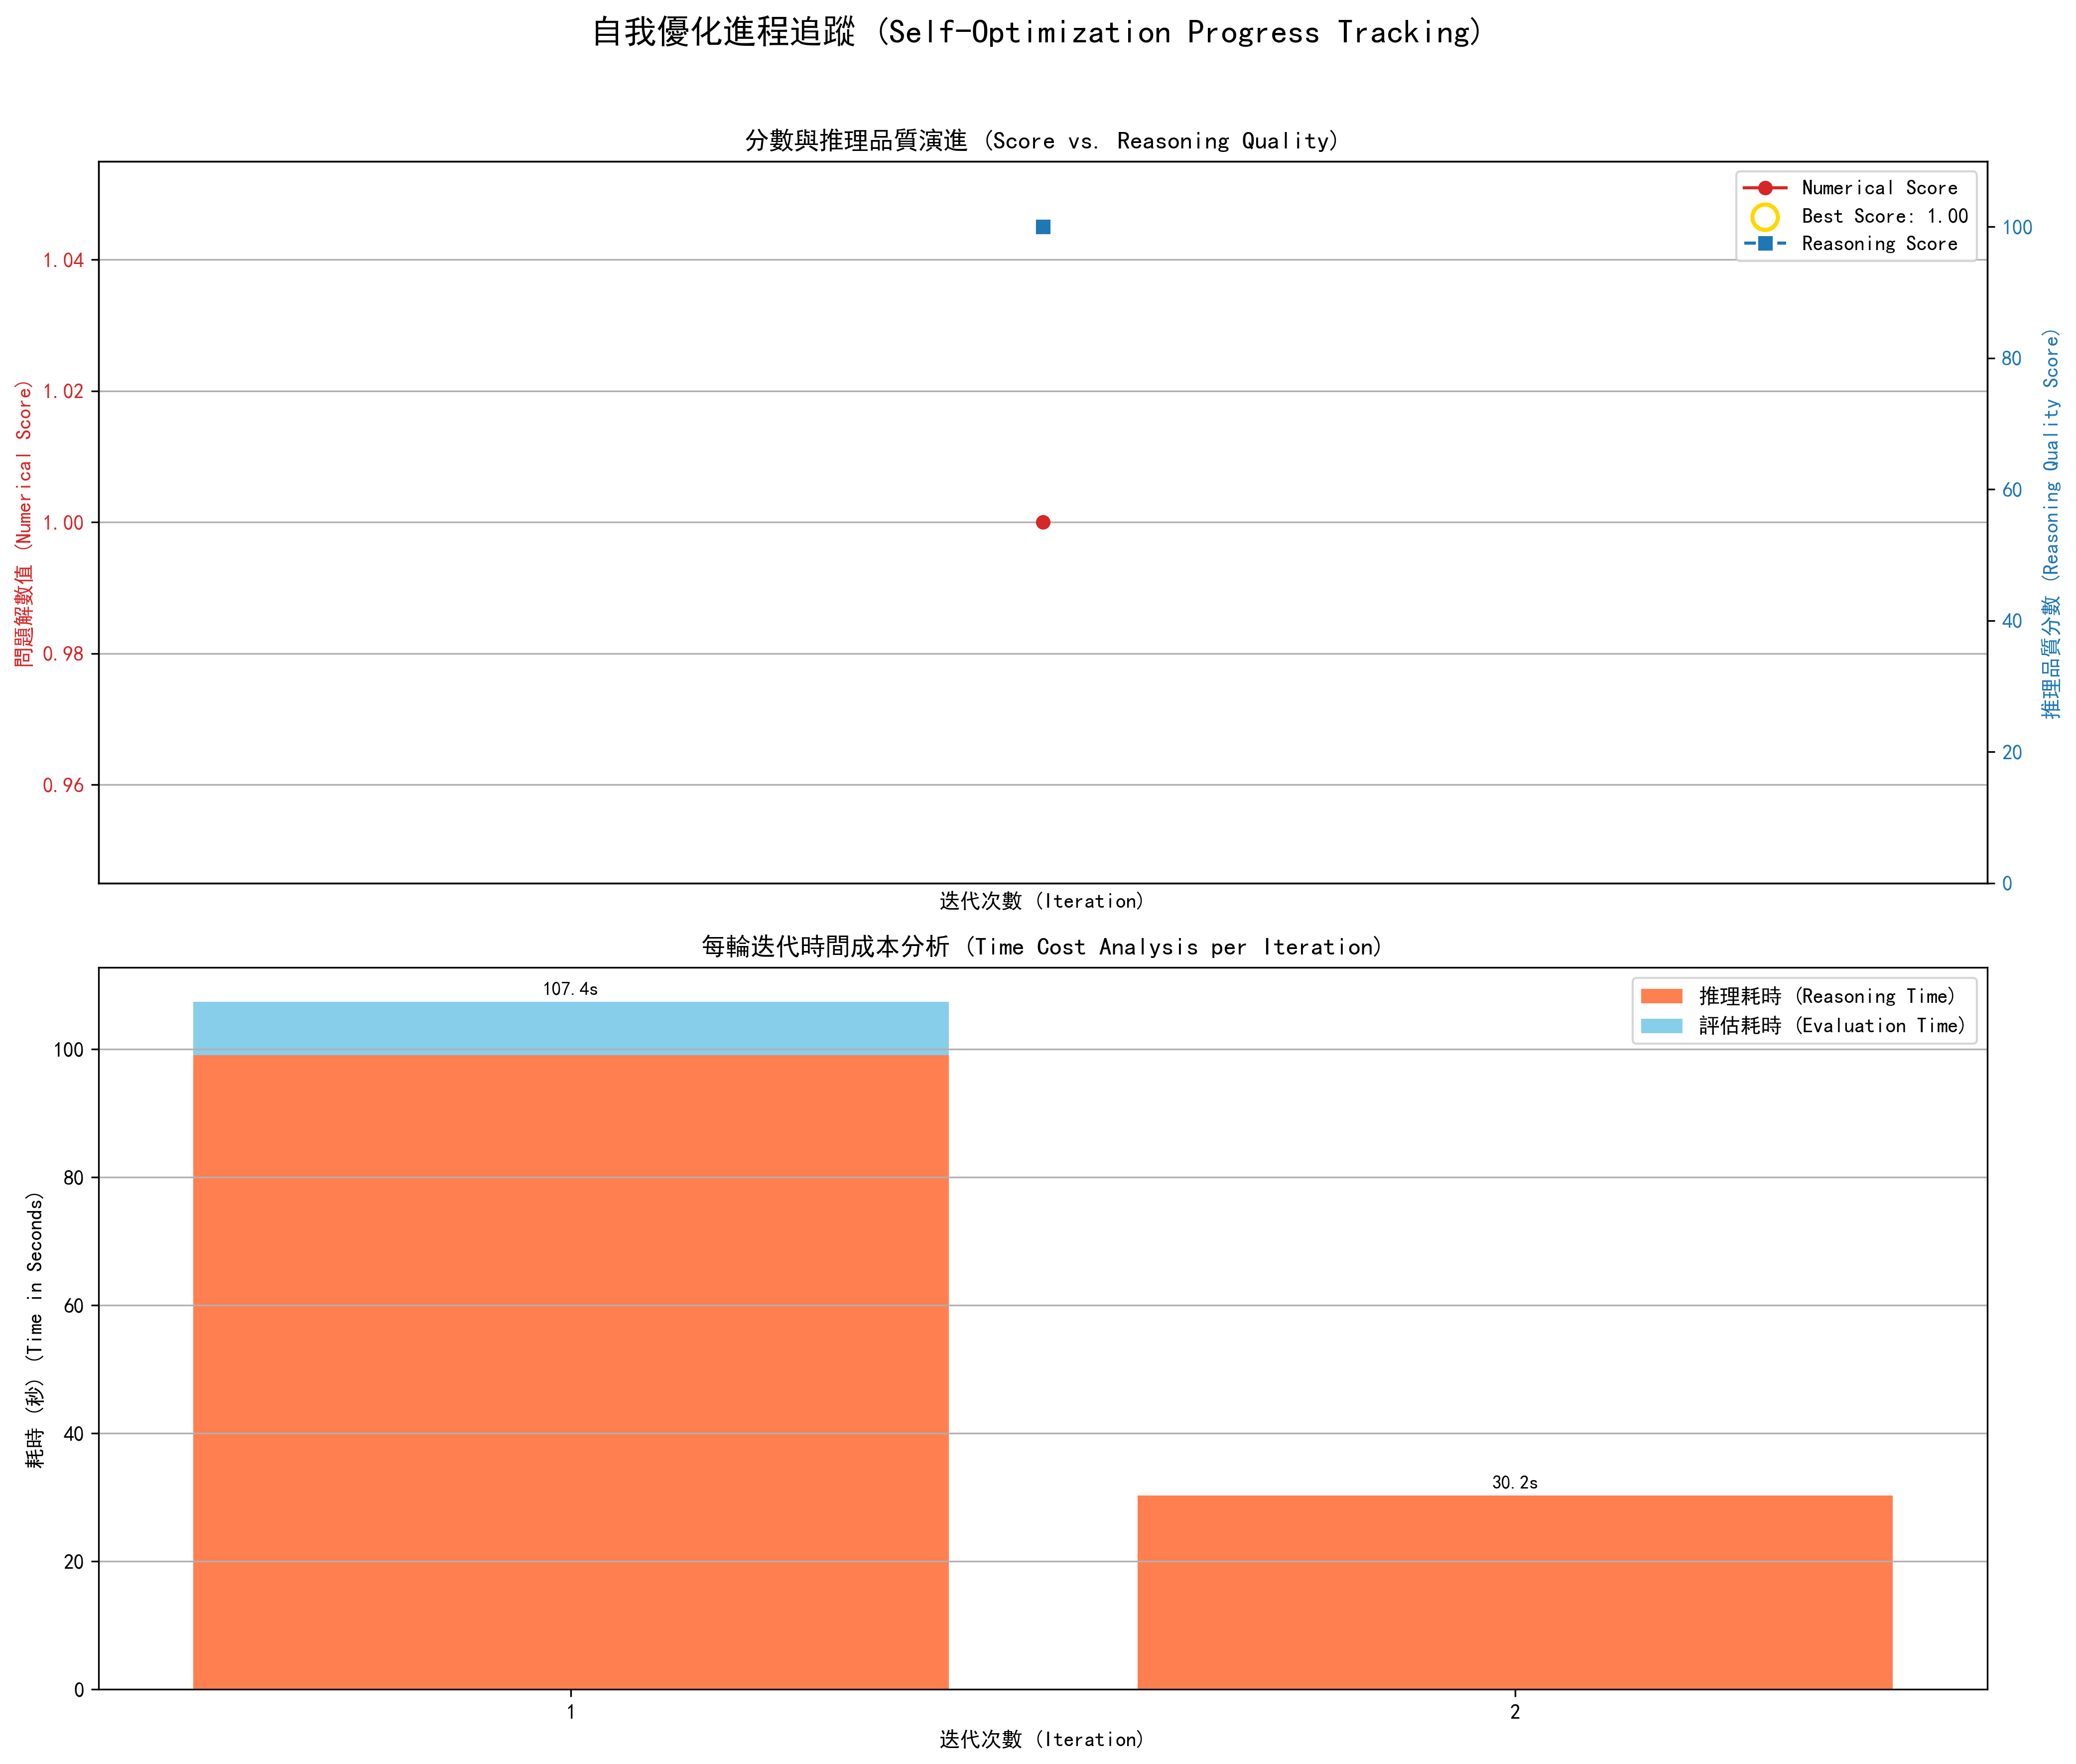 自我優化進程追蹤 (Self-Optimization Progress Tracking)
分數與推理品質演進 (Score vs. Reasoning Quality)
Numerical Score
Best Score: 1.00
Reasoning Score
問題解數值 (Numerical Score)
1.04
1.02
1.00
0.98
0.96
100
80
60
40
20
0
推理品質分數 (Reasoning Quality Score)
迭代次數 (Iteration)
每輪迭代時間成本分析 (Time Cost Analysis per Iteration)
推理耗時 (Reasoning Time)
評估耗時 (Evaluation Time)
107.4s
30.2s
耗時 (秒) (Time in Seconds)
100
80
60
40
20
0
1
2
迭代次數 (Iteration)